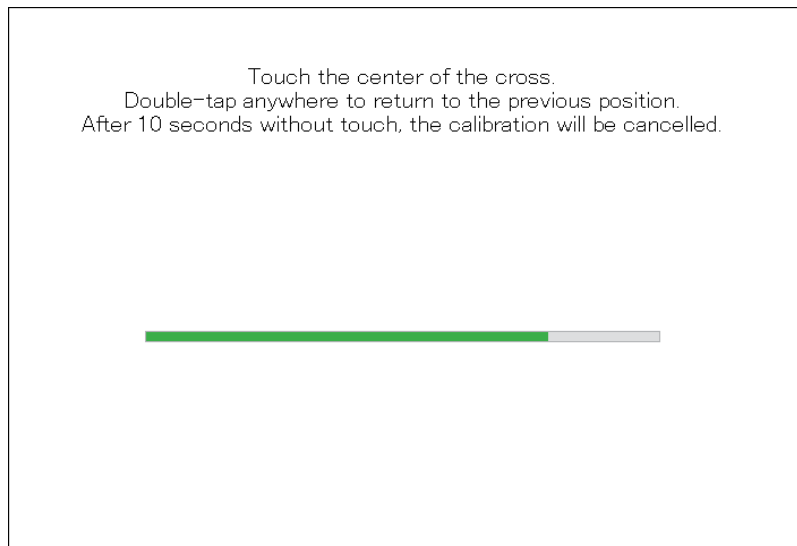 Touch the center of the cross.
Double-tap anywhere to return to the previous position.
After 10 seconds without touch, the calibration will be cancelled.